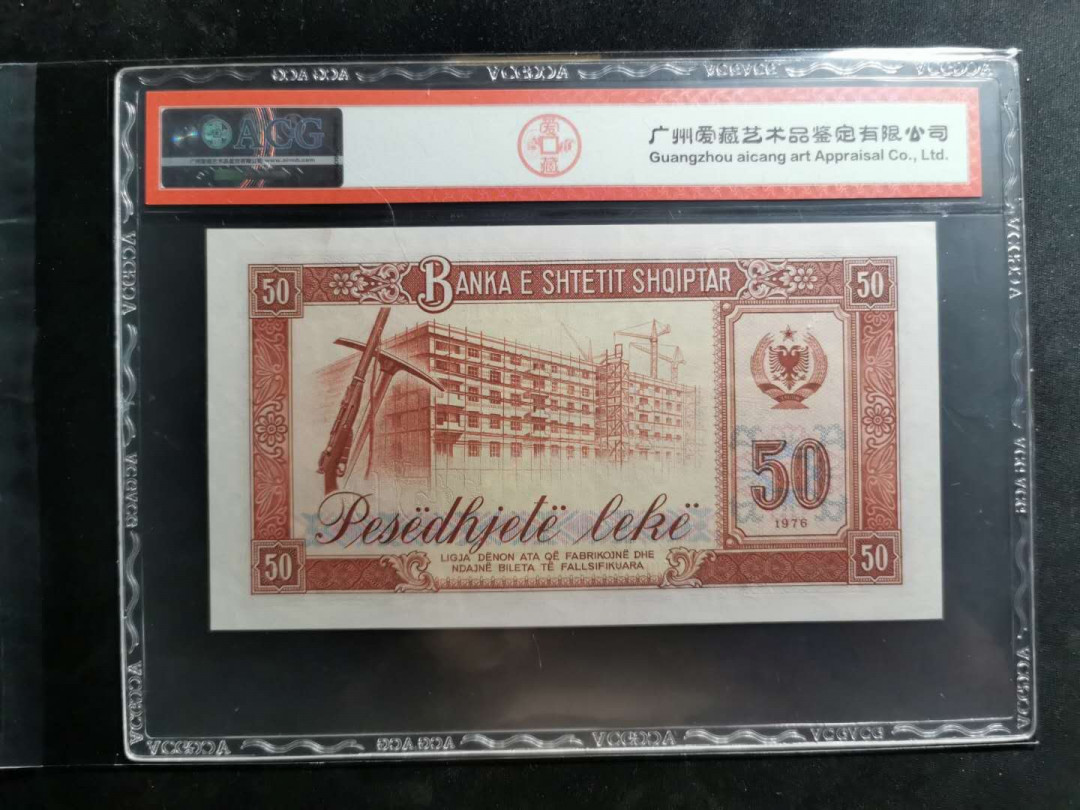 ACG
爱藏
广州爱藏艺术品鉴定有限公司
Guangzhou aicang art Appraisal Co., Ltd.
50
BANKA E SHTETIT SHQIPTAR
50
50
1976
Pesëdhjetë lekë
LIGJA DËNON ATA QË FABRIKOJNË DHE
NDAJNË BILETA TË FALLSIFIKUARA
50
50